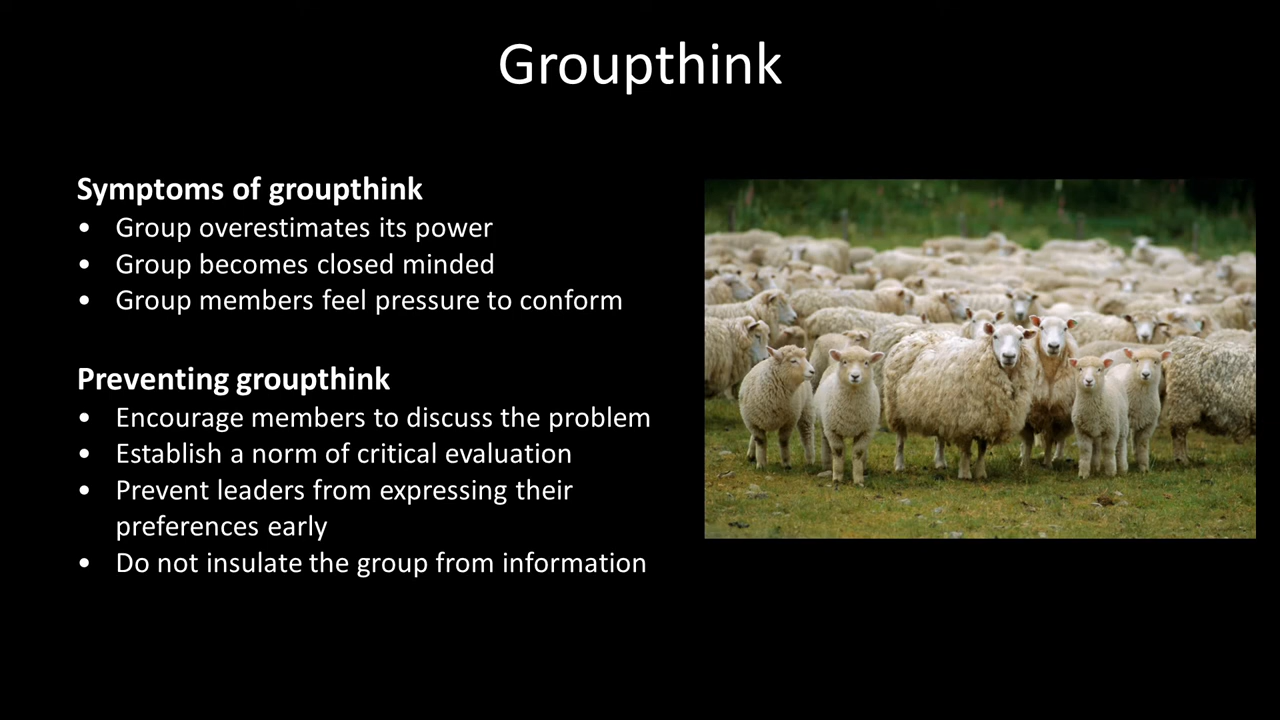 Groupthink
Symptoms of groupthink
• Group overestimates its power
• Group becomes closed minded
• Group members feel pressure to conform
Preventing groupthink
• Encourage members to discuss the problem
• Establish a norm of critical evaluation
• Prevent leaders from expressing their
preferences early
• Do not insulate the group from information